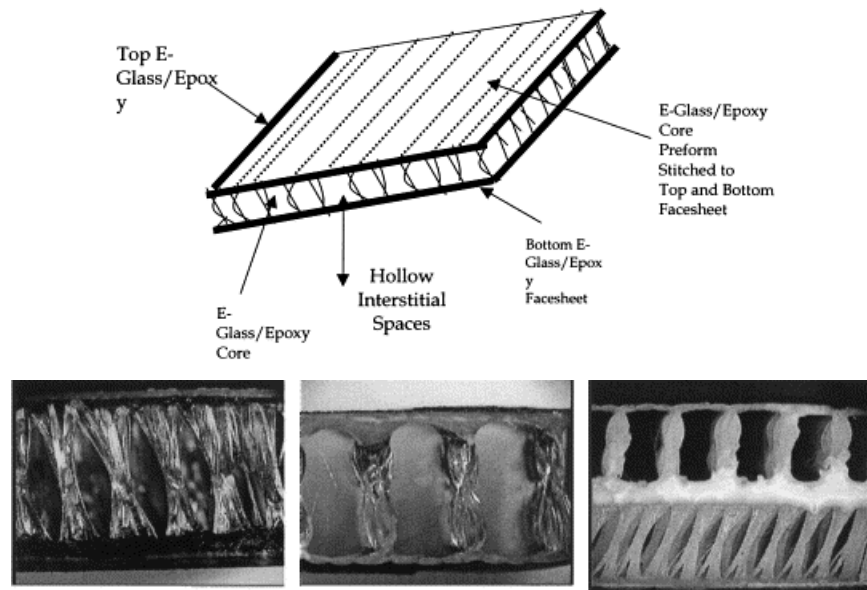 Top E-
Glass/Epox
y
E-Glass/Epoxy
Core
Preform
Stitched to
Top and Bottom
Facesheet
Bottom E-
Glass/Epox
y
Facesheet
Hollow
Interstitial
Spaces
E-
Glass/Epoxy
Core